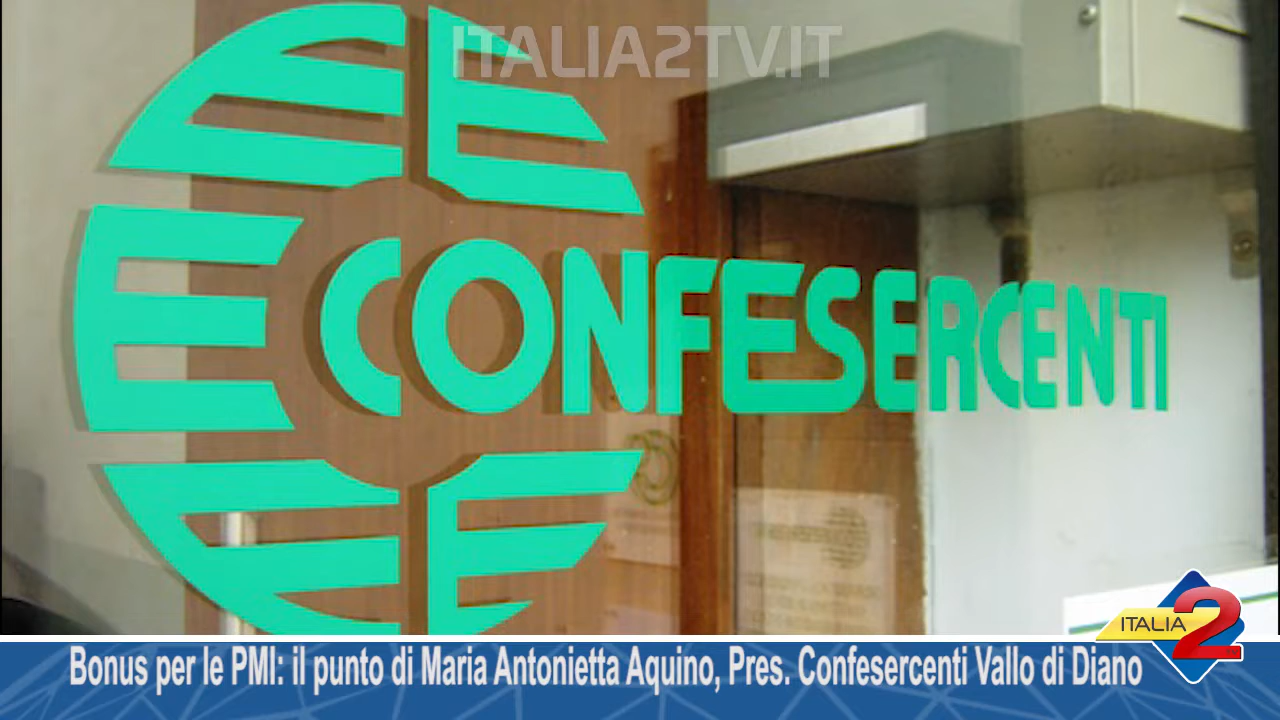 ITALIA2TV.IT
CONFESERCENTI
ITALIA 2
Bonus per le PMI: il punto di Maria Antonietta Aquino, Pres. Confesercenti Vallo di Diano